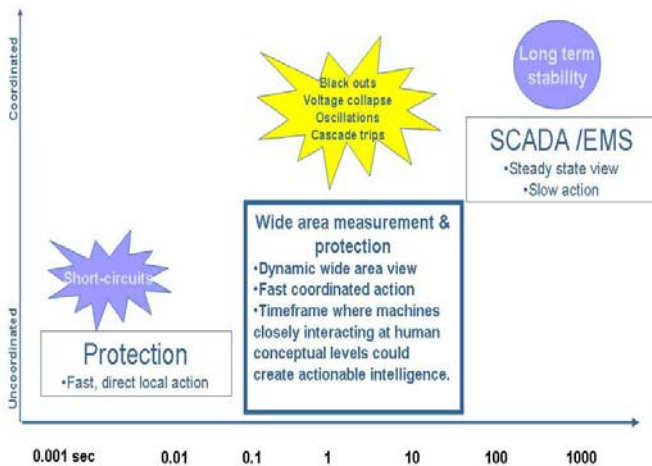 Coordinated
Uncoordinated
Black outs
Voltage collapse
Oscillations
Cascade trips
Long term
stability
SCADA /EMS
•Steady state view
•Slow action
Short-circuits
Protection
•Fast, direct local action
Wide area measurement &
protection
•Dynamic wide area view
•Fast coordinated action
•Timeframe where machines
closely interacting at human
conceptual levels could
create actionable intelligence.
0.001 sec 0.01 0.1 1 10 100 1000